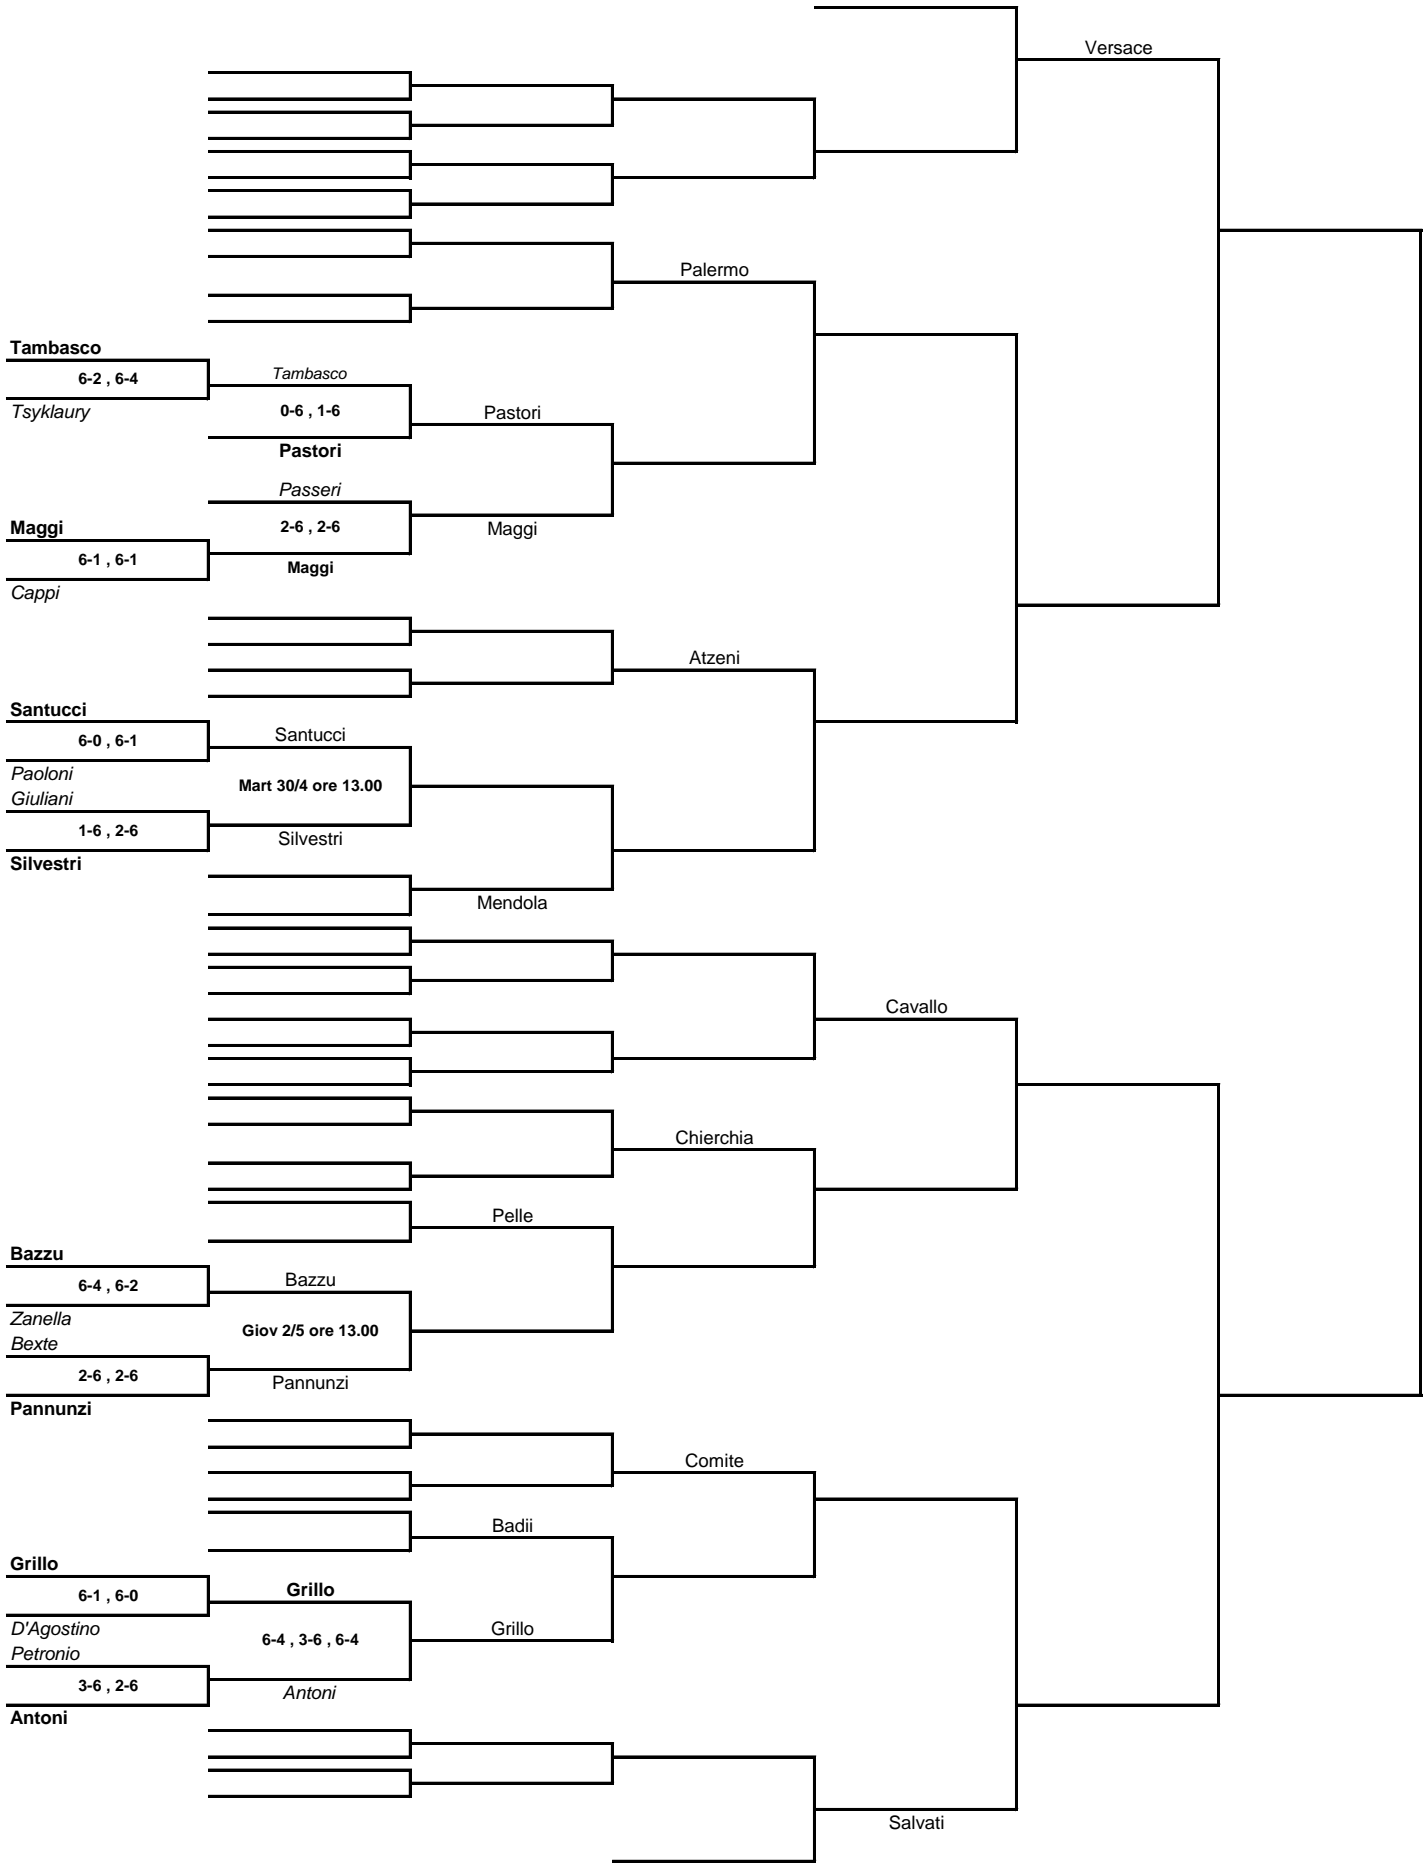 Versace
Palermo
Tambasco
6-2 , 6-4
Tambasco
Tsyklaury
0-6 , 1-6
Pastori
Pastori
Passeri
Maggi
2-6 , 2-6
Maggi
6-1 , 6-1
Maggi
Cappi
Atzeni
Santucci
6-0 , 6-1
Santucci
Paoloni
Mart 30/4 ore 13.00
Giuliani
1-6 , 2-6
Silvestri
Silvestri
Mendola
Cavallo
Chierchia
Pelle
Bazzu
6-4 , 6-2
Bazzu
Zanella
Giov 2/5 ore 13.00
Bexte
2-6 , 2-6
Pannunzi
Pannunzi
Comite
Badii
Grillo
6-1 , 6-0
Grillo
D'Agostino
6-4 , 3-6 , 6-4
Grillo
Petronio
3-6 , 2-6
Antoni
Antoni
Salvati